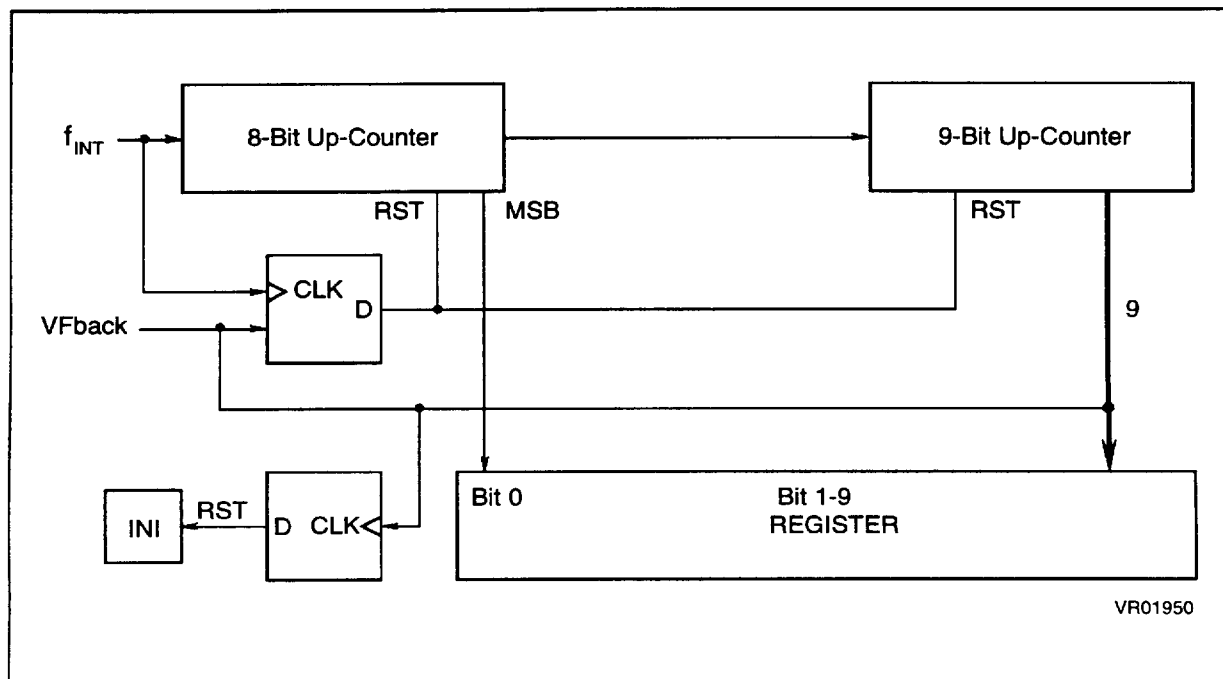 8-Bit Up-Counter
9-Bit Up-Counter
fINT
RST
MSB
RST
CLK
D
VFback
9
Bit 0
Bit 1-9
REGISTER
INI
RST
D
CLK
VR01950